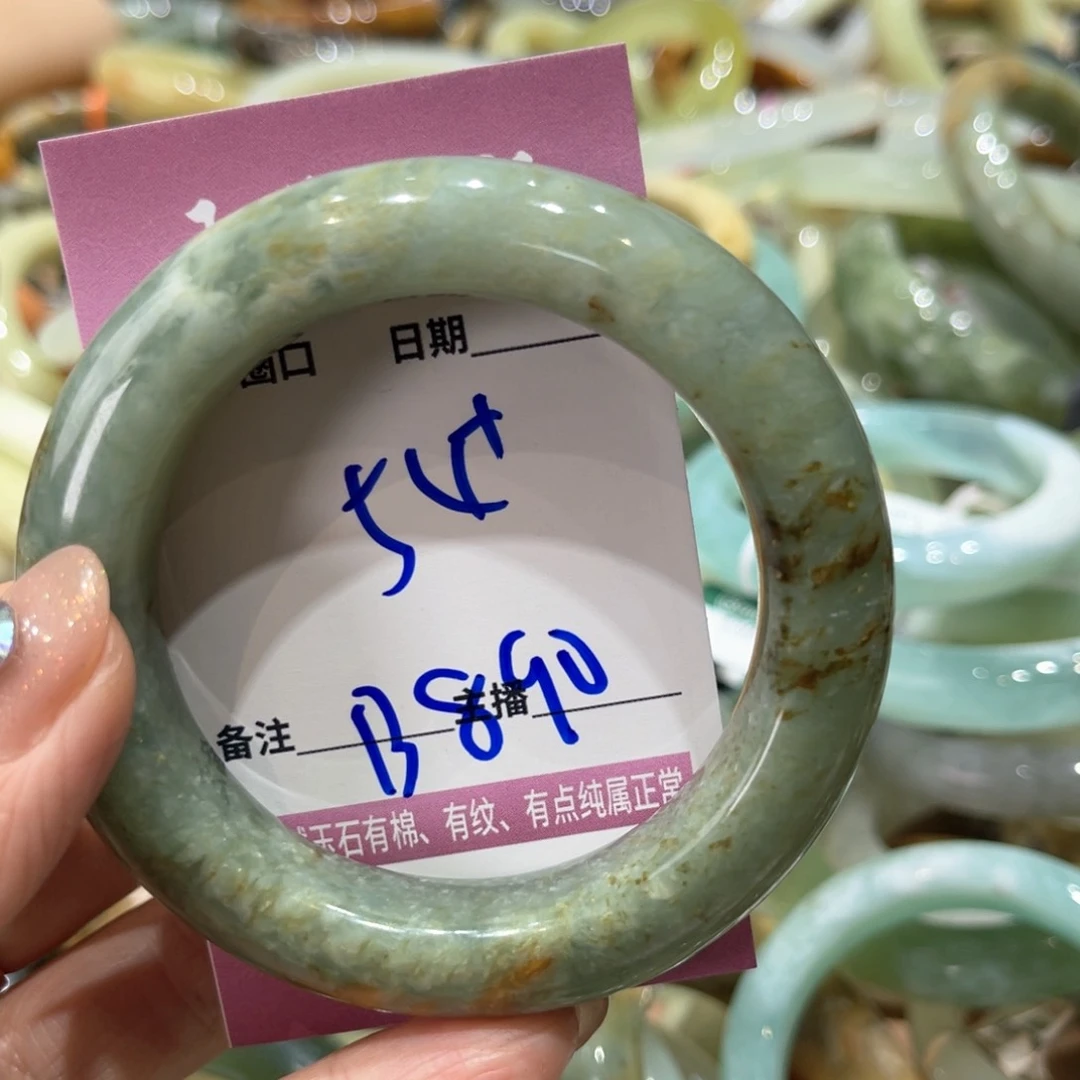 圈口 日期
54
B890
备注 主播
玉石有棉、有纹、有点纯属正常